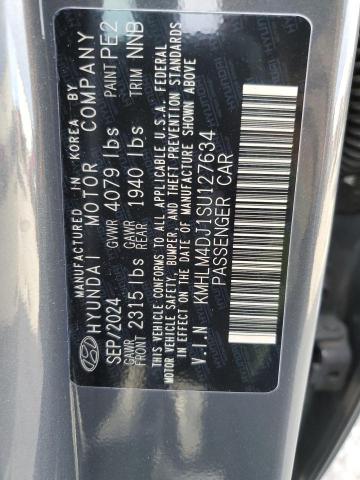 MANUFACTURED IN KOREA BY
HYUNDAI MOTOR COMPANY
SEP/2024 GVWR 4079 lbs PAINT PE2
GAWR FRONT 2315 lbs GAWR REAR 1940 lbs TRIM NNB
THIS VEHICLE CONFORMS TO ALL APPLICABLE U.S.A. FEDERAL
MOTOR VEHICLE SAFETY, BUMPER, AND THEFT PREVENTION STANDARDS
IN EFFECT ON THE DATE OF MANUFACTURE SHOWN ABOVE
V.I.N KMHLM4DJ1SU127634
PASSENGER CAR